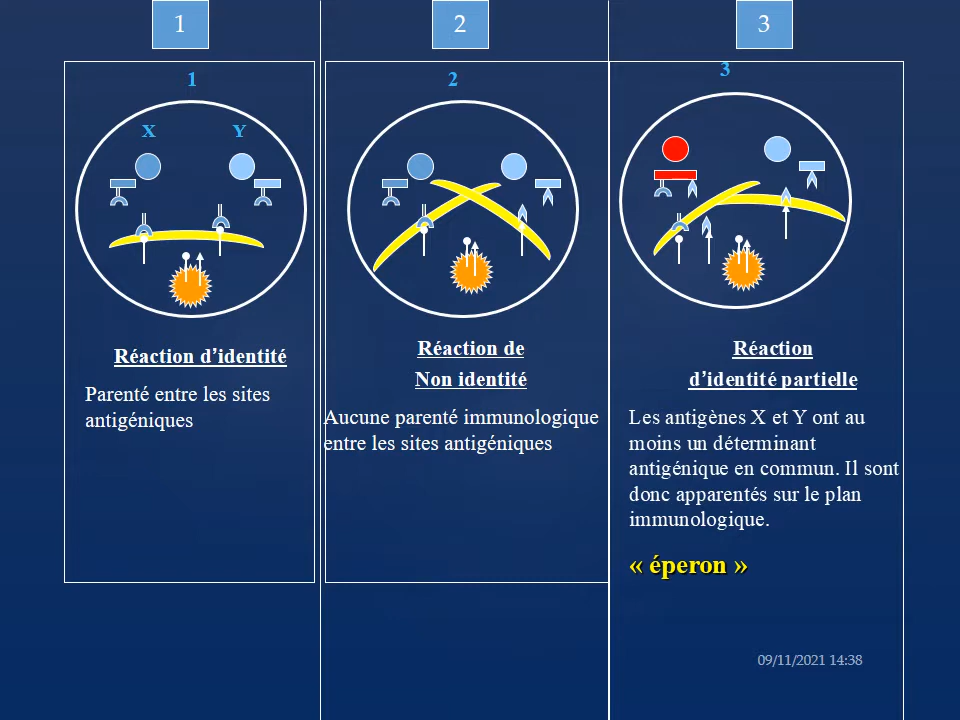 1
2
3
1
X
Y
2
3
Réaction d’identité
Parenté entre les sites
antigéniques
Réaction de
Non identité
Aucune parenté immunologique
entre les sites antigéniques
Réaction
d’identité partielle
Les antigènes X et Y ont au
moins un déterminant
antigénique en commun. Il sont
donc apparentés sur le plan
immunologique.
« éperon »
09/11/2021 14:38